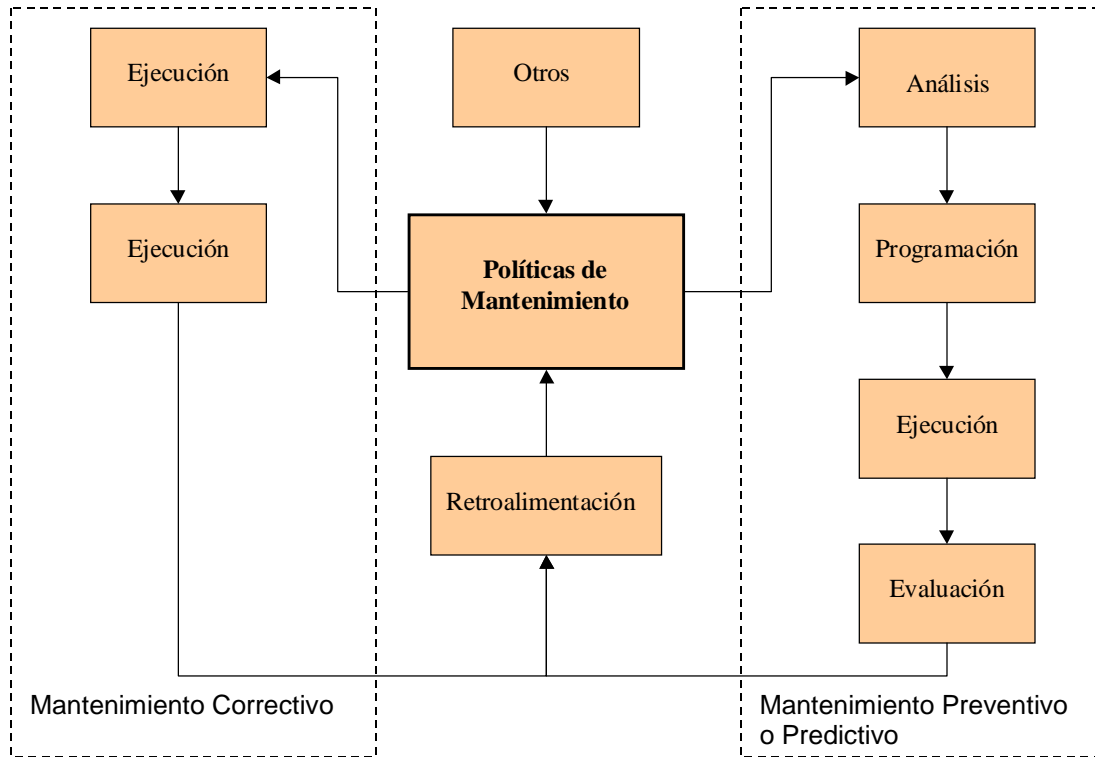 Ejecución
Otros
Análisis
Ejecución
Programación
Políticas de
Mantenimiento
Ejecución
Retroalimentación
Evaluación
Mantenimiento Correctivo
Mantenimiento Preventivo
o Predictivo